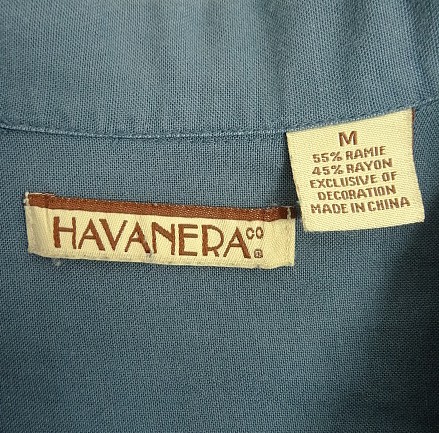 HAVANERA CO ®
M
55% RAMIE
45% RAYON
EXCLUSIVE OF
DECORATION
MADE IN CHINA